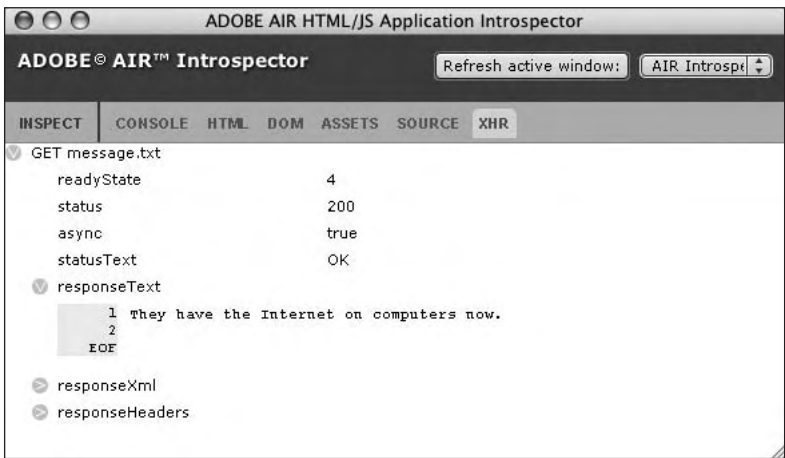 ADOBE AIR HTML/JS Application Introspector
ADOBE© AIR™ Introspector
Refresh active window:
AIR Introspe
INSPECT CONSOLE HTML DOM ASSETS SOURCE XHR
GET message.txt
readyState 4
status 200
async true
statusText OK
responseText
1 They have the Internet on computers now.
2
EOF
responseXml
responseHeaders